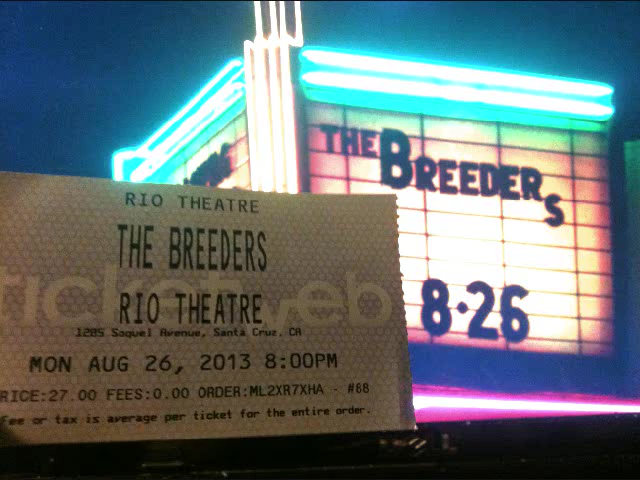 THE BREEDERS
8·26
RIO THEATRE
THE BREEDERS
ticketweb
RIO THEATRE
1205 Soquel Avenue, Santa Cruz, CA
MON AUG 26, 2013 8:00PM
RICE:27.00 FEES:0.00 ORDER:ML2XR7XHA - #68
Fee or tax is average per ticket for the entire order.